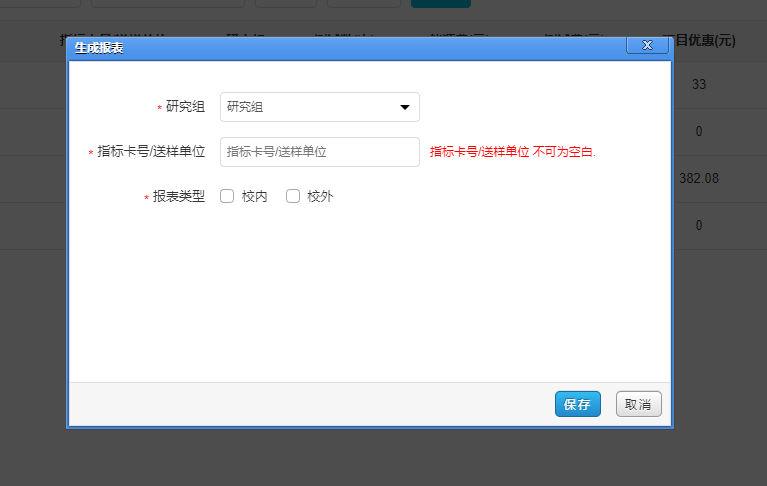 项目优惠(元)
生成报表
33
* 研究组 研究组
0
* 指标卡号/送样单位 指标卡号/送样单位 指标卡号/送样单位 不可为空白.
382.08
* 报表类型 校内 校外
0
保存 取消